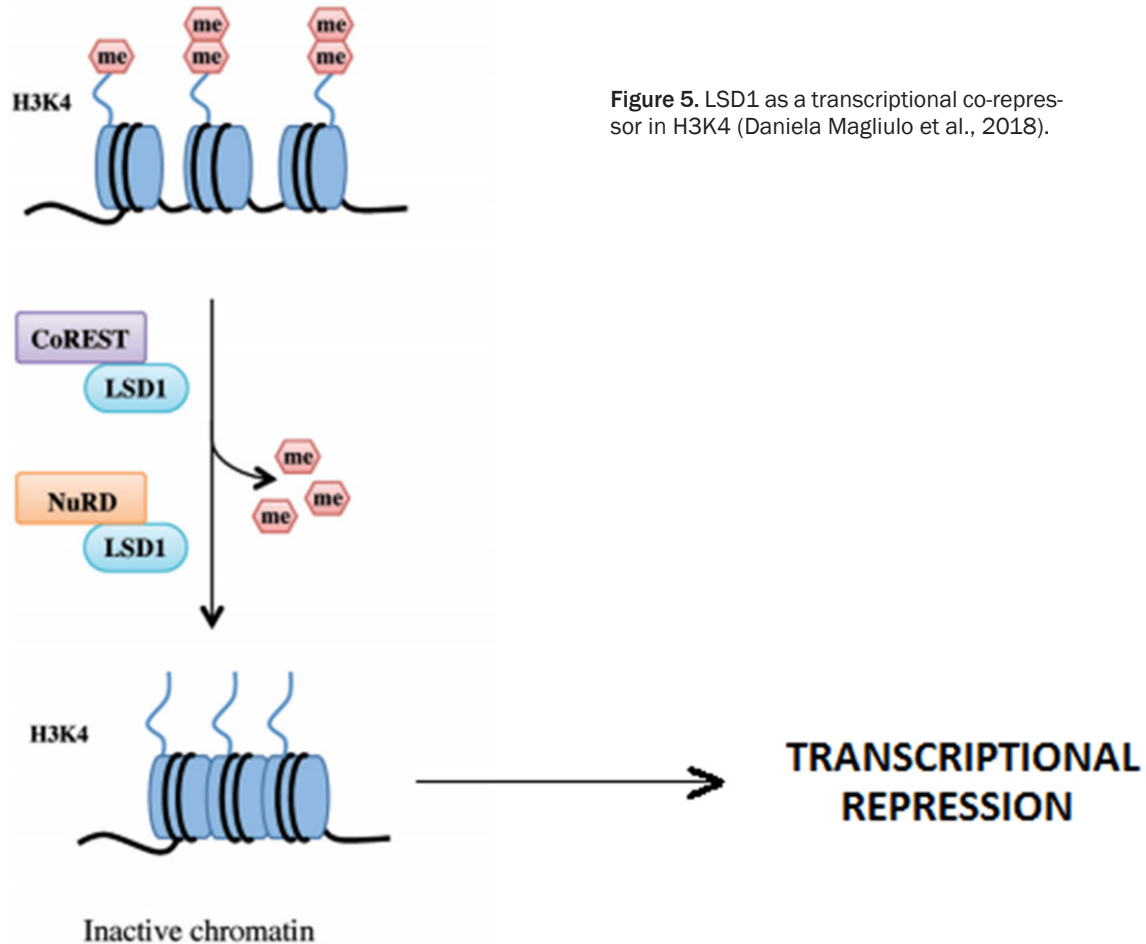 me
me
me
me
me
H3K4
Figure 5. LSD1 as a transcriptional co-repres-
sor in H3K4 (Daniela Magliulo et al., 2018).
CoREST
LSD1
me
me
me
NuRD
LSD1
H3K4
TRANSCRIPTIONAL
REPRESSION
Inactive chromatin